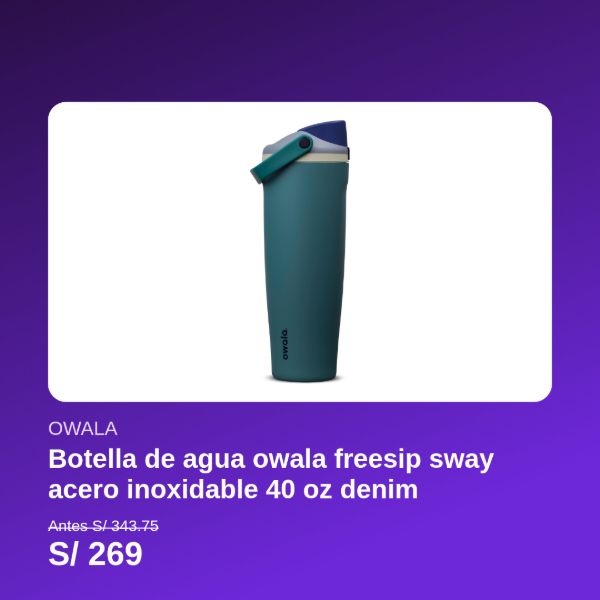 owala
OWALA
Botella de agua owala freesip sway
acero inoxidable 40 oz denim
Antes S/ 343.75
S/ 269